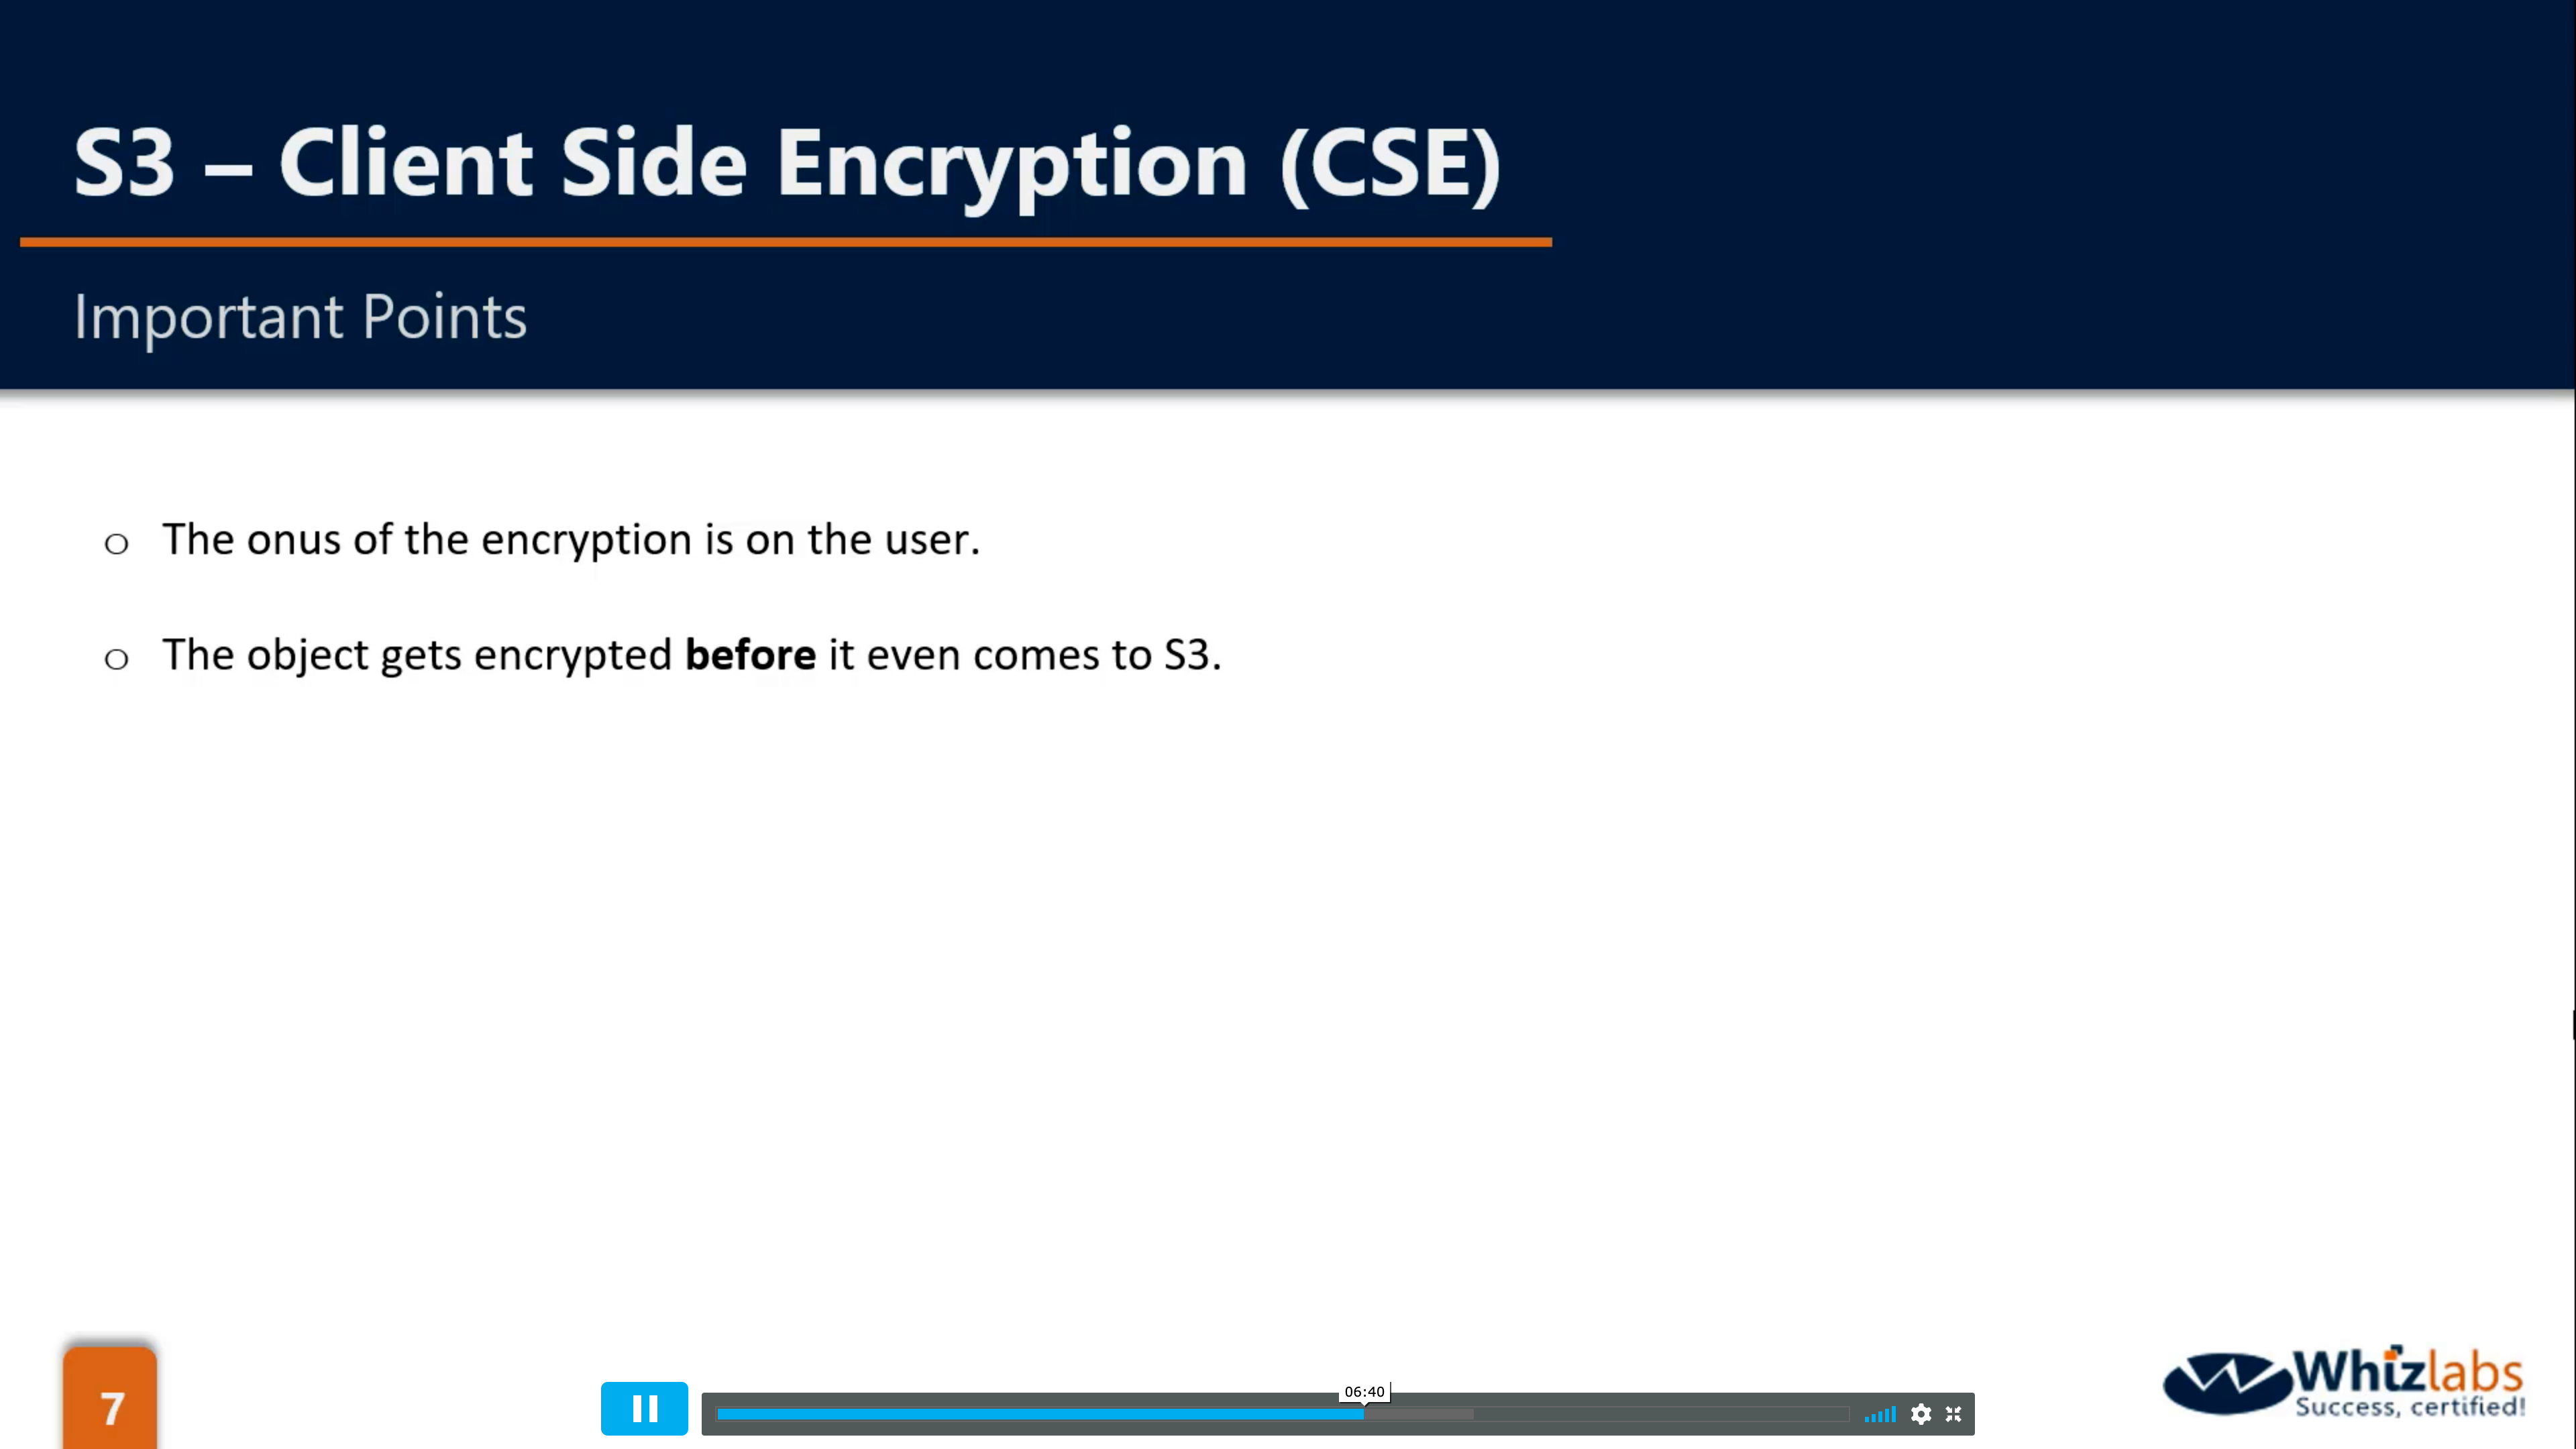 S3 – Client Side Encryption (CSE)
Important Points
o The onus of the encryption is on the user.
o The object gets encrypted before it even comes to S3.
7
06:40
Whizlabs
Success, certified!